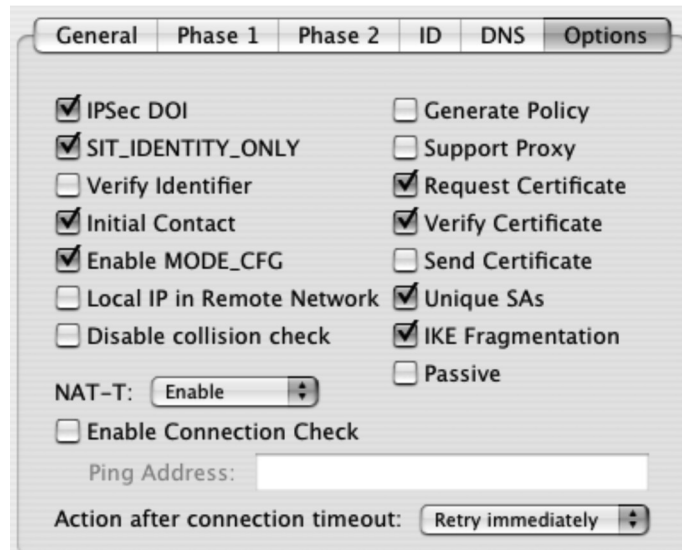 General Phase 1 Phase 2 ID DNS Options
IPSec DOI
SIT_IDENTITY_ONLY
Verify Identifier
Initial Contact
Enable MODE_CFG
Local IP in Remote Network
Disable collision check
Generate Policy
Support Proxy
Request Certificate
Verify Certificate
Send Certificate
Unique SAs
IKE Fragmentation
Passive
NAT-T: Enable
Enable Connection Check
Ping Address:
Action after connection timeout: Retry immediately